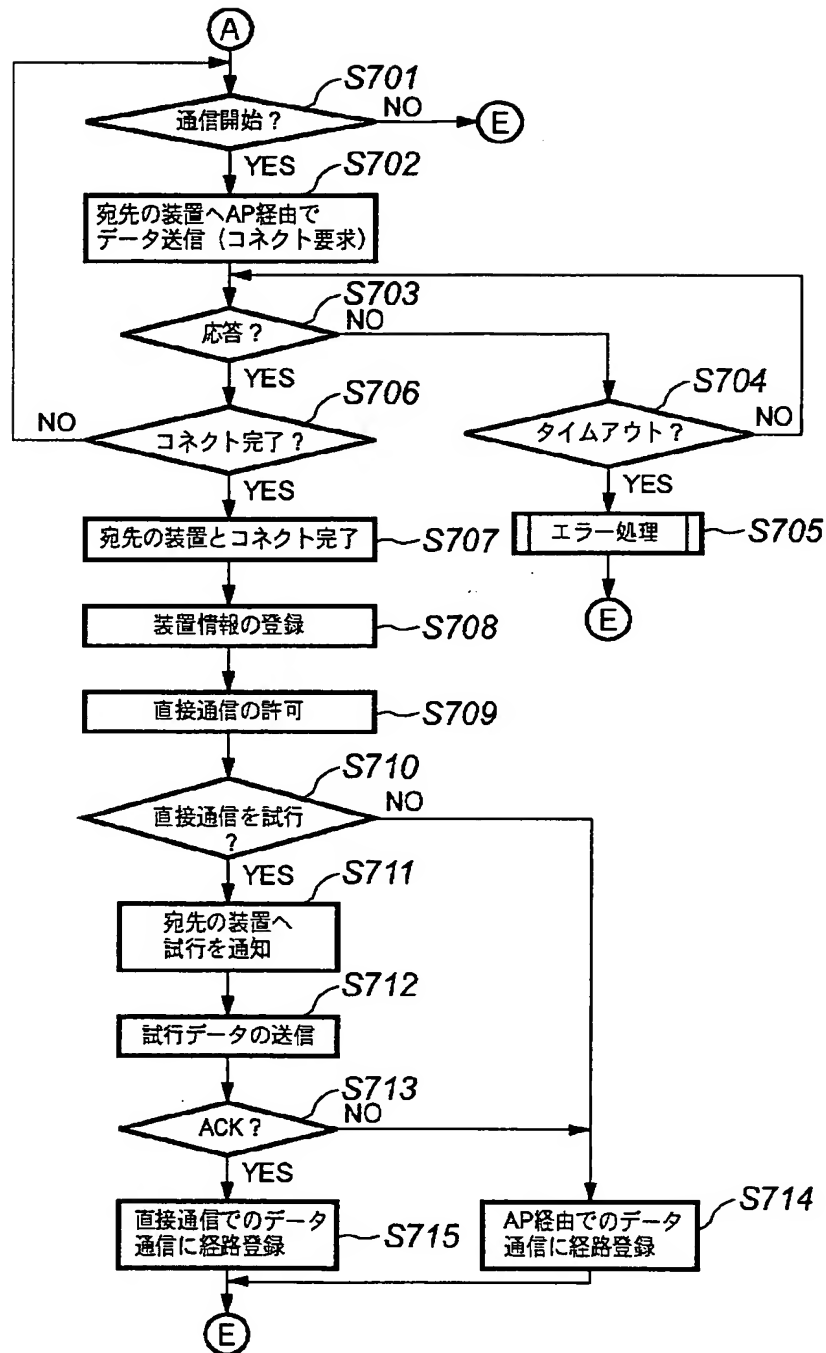 A
S701
通信開始？
NO
E
YES
S702
宛先の装置へAP経由で
データ送信（コネクト要求）
S703
応答？
NO
YES
S704
タイムアウト？
NO
YES
エラー処理
S705
E
S706
NO
コネクト完了？
YES
宛先の装置とコネクト完了
S707
装置情報の登録
S708
直接通信の許可
S709
S710
直接通信を試行
？
NO
YES
S711
宛先の装置へ
試行を通知
S712
試行データの送信
S713
ACK？
NO
YES
直接通信でのデータ
通信に経路登録
S715
S714
AP経由でのデータ
通信に経路登録
E